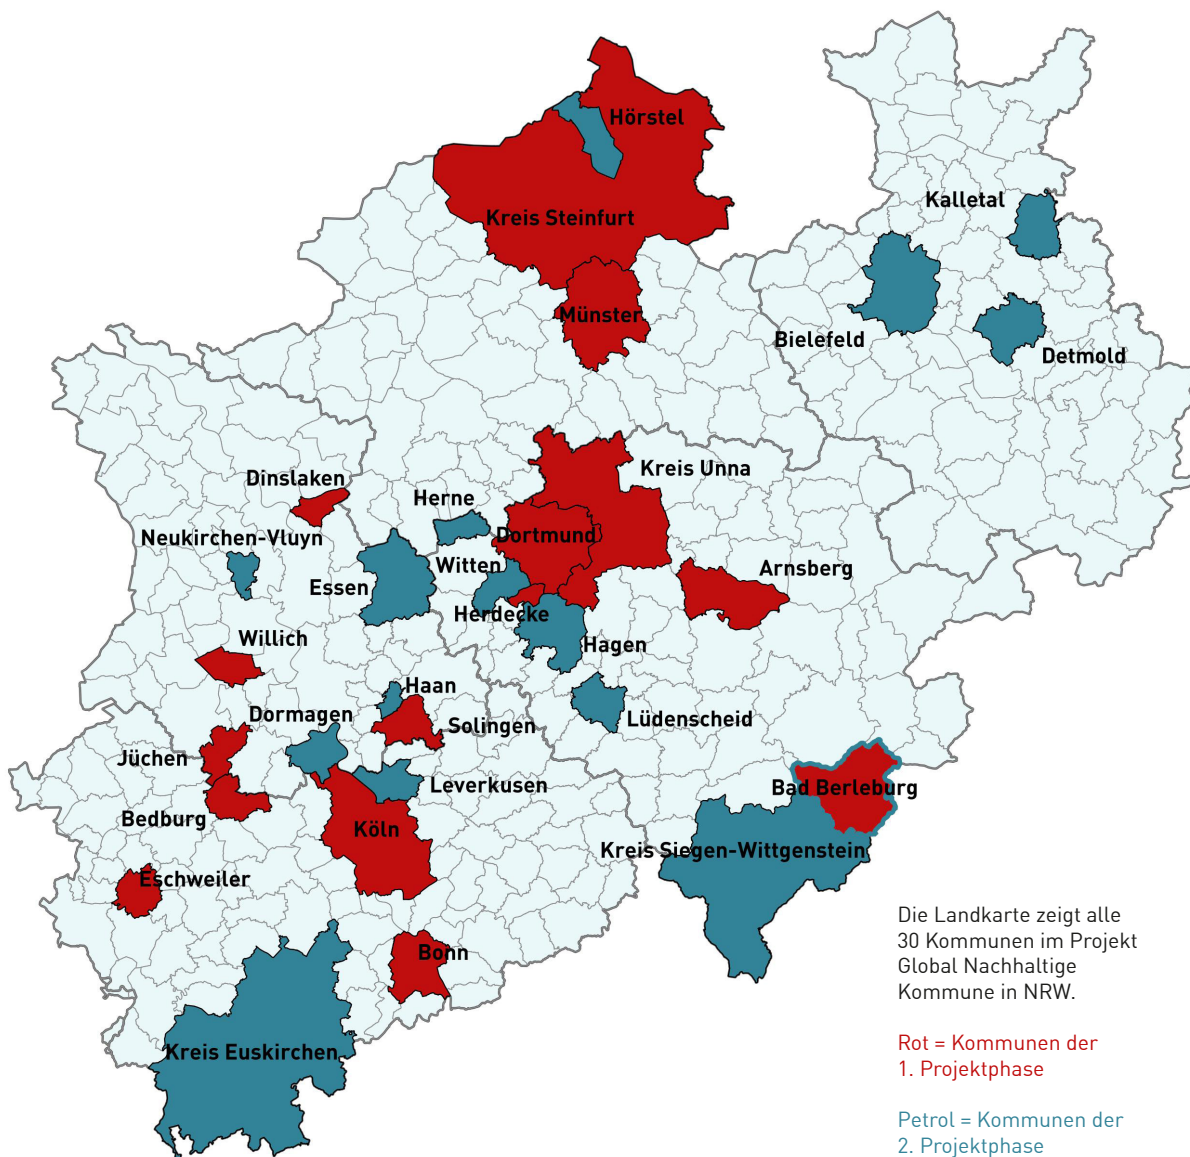 Hörstel
Kalletal
Kreis Steinfurt
Münster
Bielefeld
Detmold
Kreis Unna
Dinslaken
Herne
Neukirchen-Vluyn
Dortmund
Witten
Arnsberg
Essen
Herdecke
Willich
Hagen
Haan
Dormagen
Solingen
Lüdenscheid
Jüchen
Leverkusen
Bad Berleburg
Bedburg
Köln
Kreis Siegen-Wittgenstein
Eschweiler
Bonn
Kreis Euskirchen
Die Landkarte zeigt alle
30 Kommunen im Projekt
Global Nachhaltige
Kommune in NRW.
Rot = Kommunen der
1. Projektphase
Petrol = Kommunen der
2. Projektphase